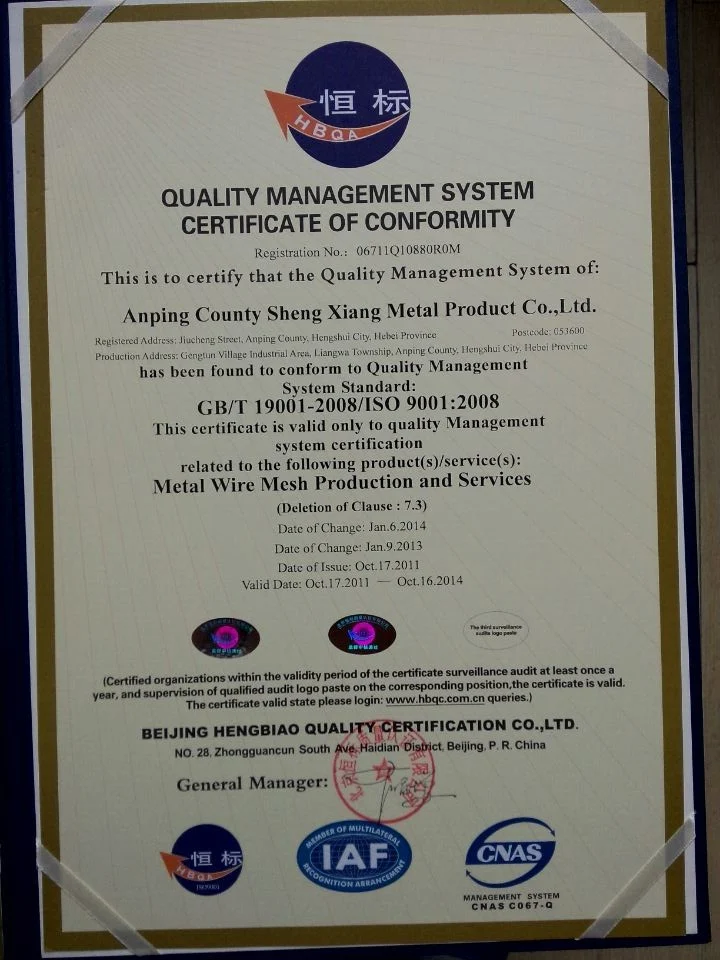 恒标
HBQA
QUALITY MANAGEMENT SYSTEM
CERTIFICATE OF CONFORMITY
Registration No.: 06711Q10880R0M
This is to certify that the Quality Management System of:
Anping County Sheng Xiang Metal Product Co.,Ltd.
Registered Address: Jiucheng Street, Anping County, Hengshui City, Hebei Province Postcode: 053600
Production Address: Gengtun Village Industrial Area, Liangwa Township, Anping County, Hengshui City, Hebei Province
has been found to conform to Quality Management
System Standard:
GB/T 19001-2008/ISO 9001:2008
This certificate is valid only to quality Management
system certification
related to the following product(s)/service(s):
Metal Wire Mesh Production and Services
(Deletion of Clause : 7.3)
Date of Change: Jan.6.2014
Date of Change: Jan.9.2013
Date of Issue: Oct.17.2011
Valid Date: Oct.17.2011 — Oct.16.2014
The third surveillance
audits logo paste
(Certified organizations within the validity period of the certificate surveillance audit at least once a
year, and supervision of qualified audit logo paste on the corresponding position,the certificate is valid.
The certificate valid state please login: www.hbqc.com.cn queries.)
BEIJING HENGBIAO QUALITY CERTIFICATION CO.,LTD.
NO. 28, Zhongguancun South Ave, Haidian District, Beijing, P. R. China
General Manager:
恒标
HBQA
ISO9001
MEMBER OF MULTILATERAL
IAF
RECOGNITION ARRANGEMENT
CNAS
MANAGEMENT SYSTEM
CNAS C067-Q